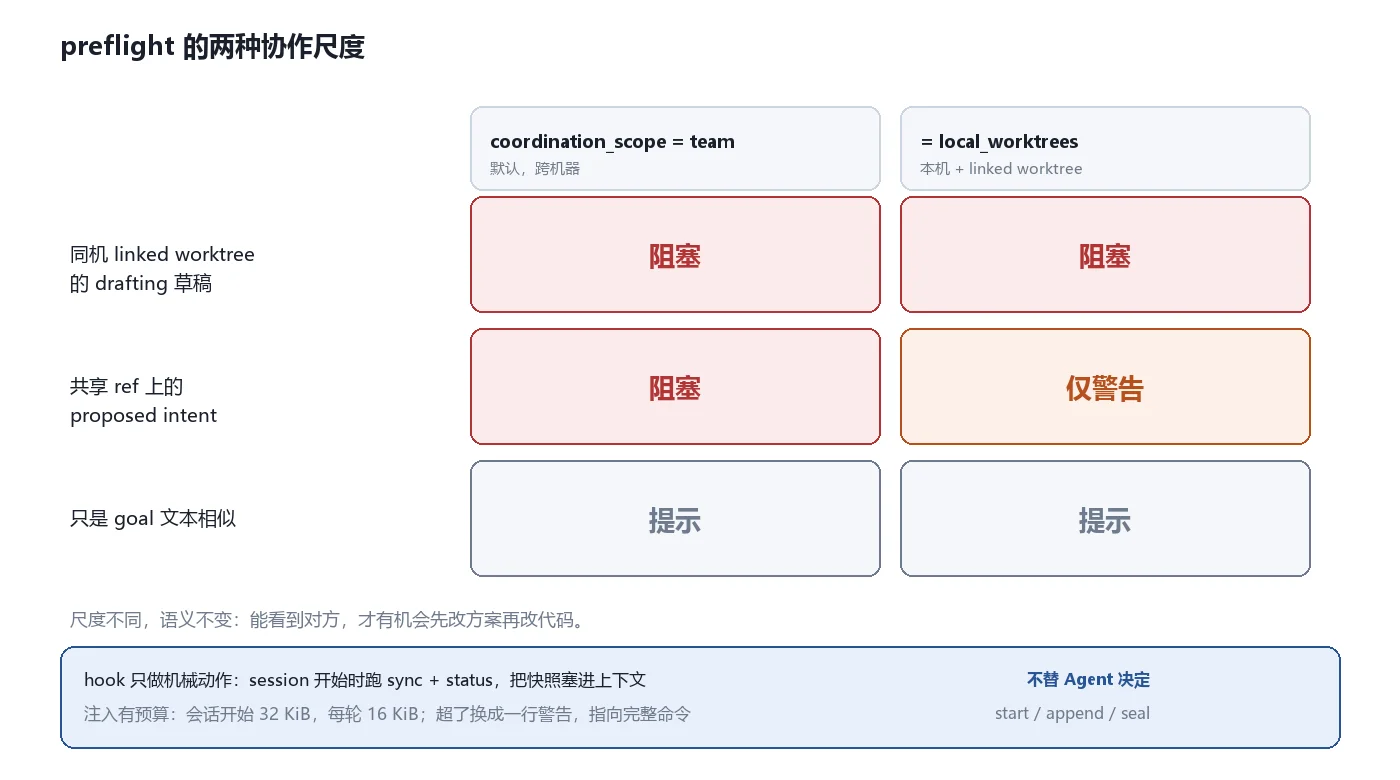 preflight 的两种协作尺度
coordination_scope = team
默认，跨机器
= local_worktrees
本机 + linked worktree
同机 linked worktree
的 drafting 草稿
阻塞
阻塞
共享 ref 上的
proposed intent
阻塞
仅警告
只是 goal 文本相似
提示
提示
尺度不同，语义不变：能看到对方，才有机会先改方案再改代码。
hook 只做机械动作：session 开始时跑 sync + status，把快照塞进上下文
不替 Agent 决定
注入有预算：会话开始 32 KiB，每轮 16 KiB；超了换成一行警告，指向完整命令
start / append / seal